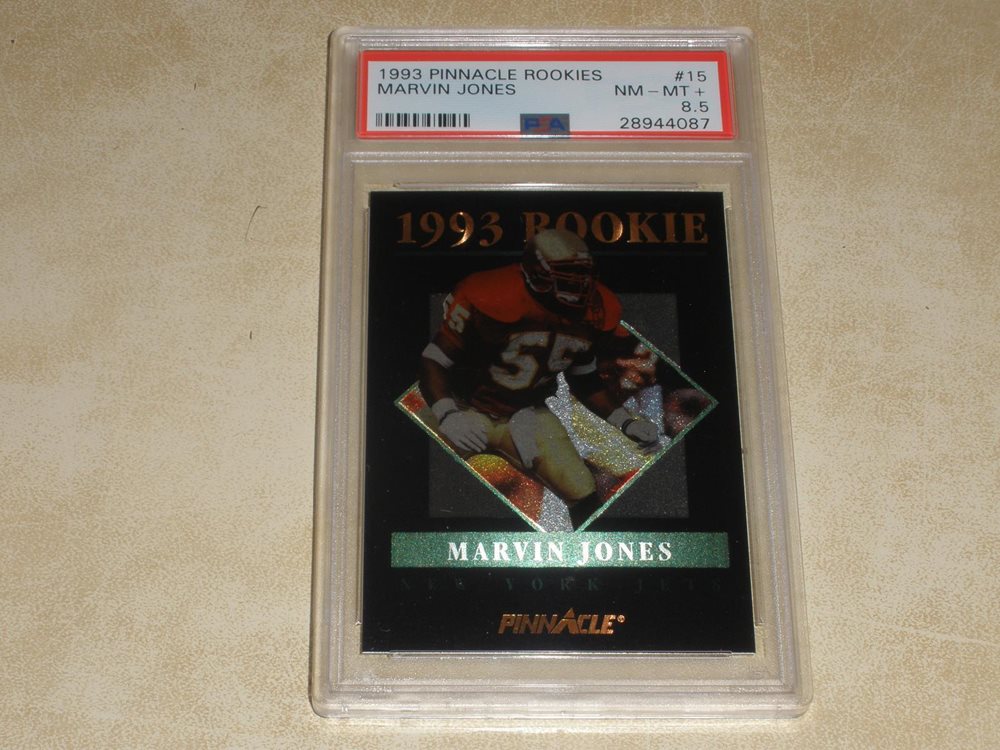 1993 PINNACLE ROOKIES #15
MARVIN JONES NM - MT +
8.5
PSA 28944087
1993 ROOKIE
55
55
MARVIN JONES
NEW YORK JETS
PINNACLE®